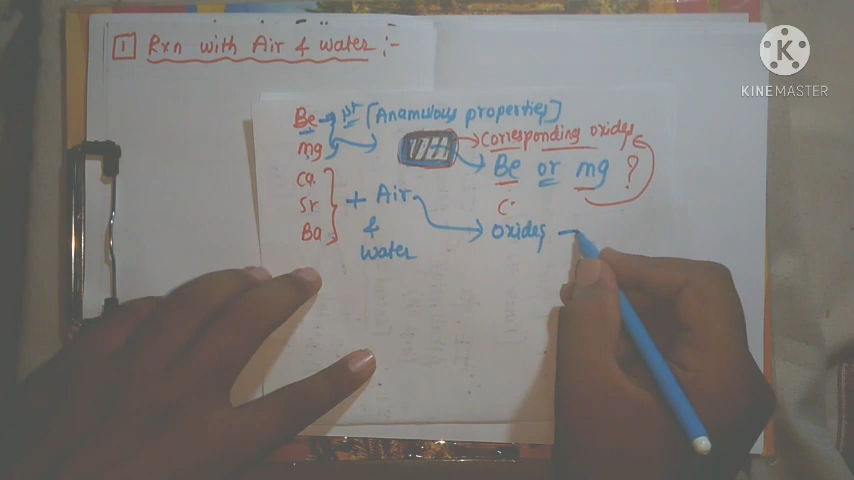 1 Rxn with Air & water :-
KINEMASTER
Be → 1st [Anamulous properties]
mg
Corresponding oxides
Be or mg ?
ca
Sr
Ba
+ Air
&
water
C
oxides -